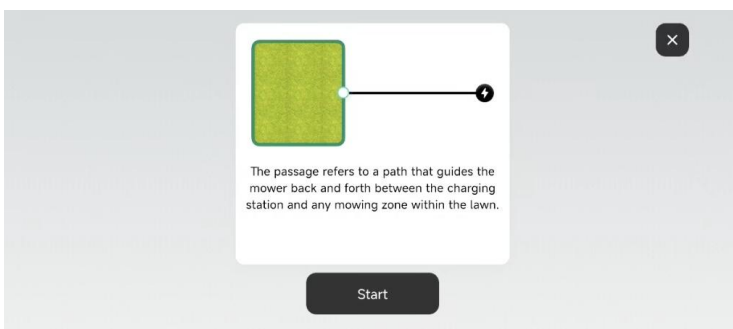 The passage refers to a path that guides the
mower back and forth between the charging
station and any mowing zone within the lawn.
Start